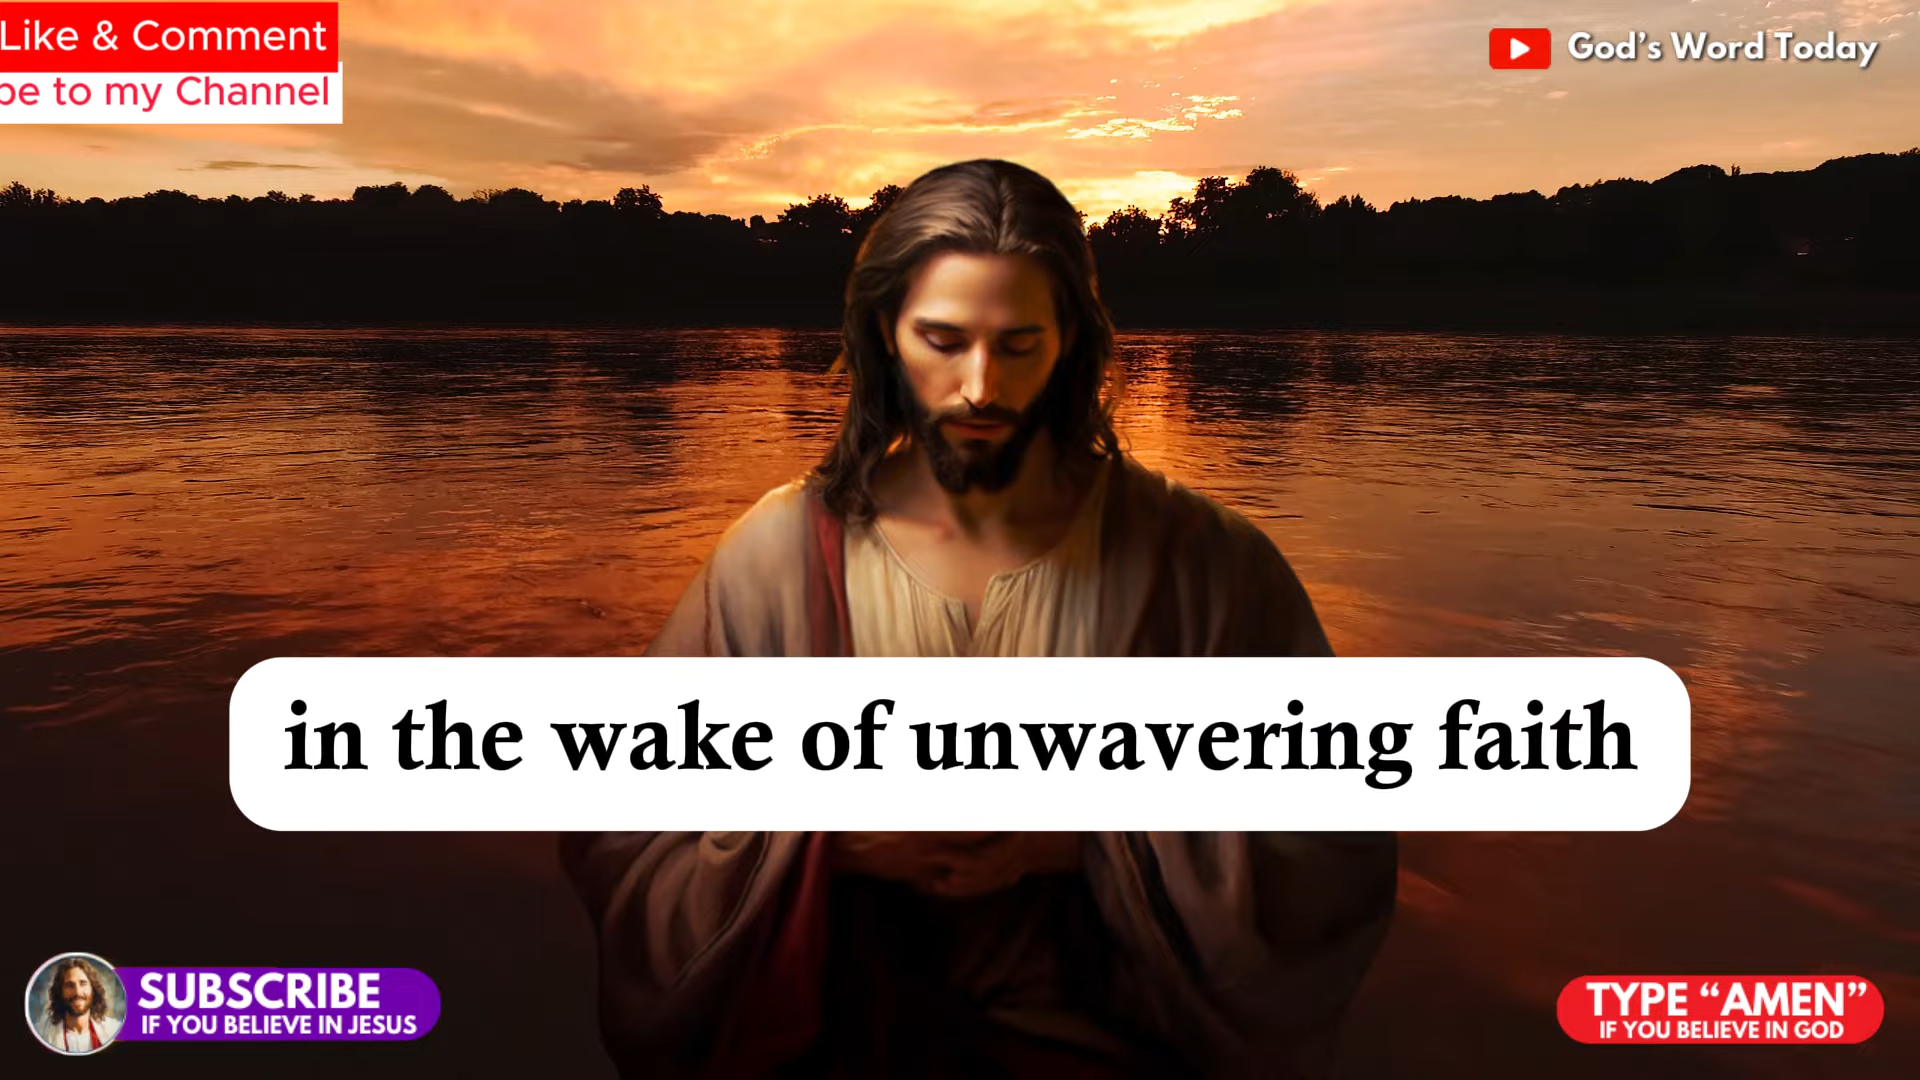 Like & Comment
be to my Channel
God's Word Today
in the wake of unwavering faith
SUBSCRIBE
IF YOU BELIEVE IN JESUS
TYPE “AMEN”
IF YOU BELIEVE IN GOD